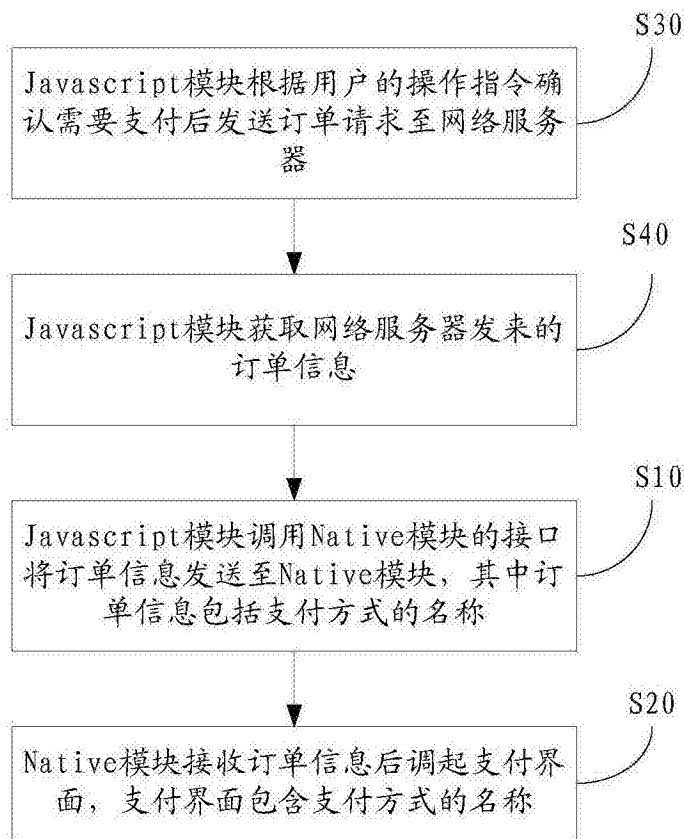 S30
Javascript模块根据用户的操作指令确
认需要支付后发送订单请求至网络服务
器
S40
Javascript模块获取网络服务器发来的
订单信息
S10
Javascript模块调用Native模块的接口
将订单信息发送至Native模块，其中订
单信息包括支付方式的名称
S20
Native模块接收订单信息后调起支付界
面，支付界面包含支付方式的名称